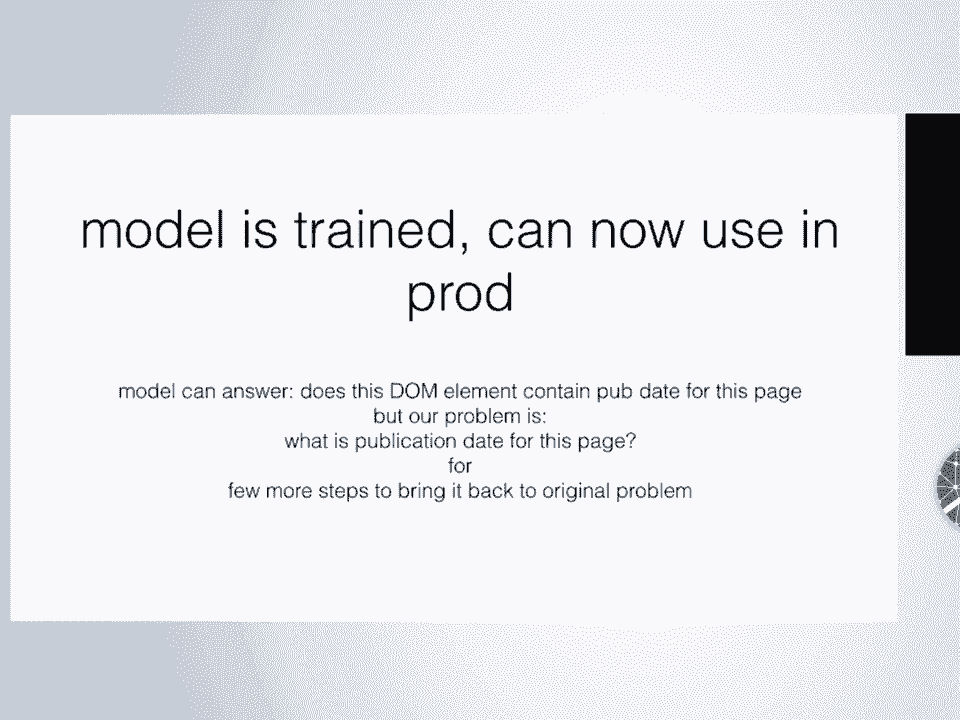 model is trained, can now use in
prod
model can answer: does this DOM element contain pub date for this page
but our problem is:
what is publication date for this page?
for
few more steps to bring it back to original problem